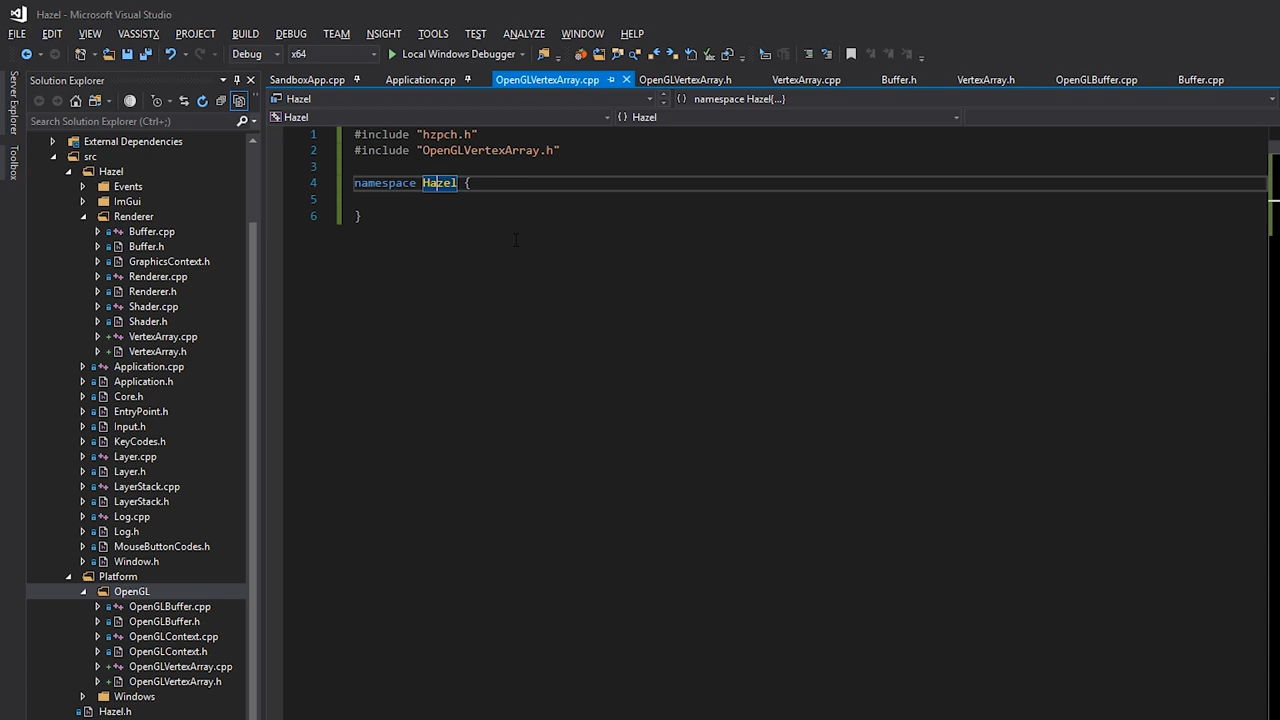 Hazel - Microsoft Visual Studio
FILE EDIT VIEW VASSISTX PROJECT BUILD DEBUG TEAM NSIGHT TOOLS TEST ANALYZE WINDOW HELP
Debug x64 Local Windows Debugger
Server Explorer
Toolbox
Solution Explorer
Search Solution Explorer (Ctrl+;)
External Dependencies
src
Hazel
Events
ImGui
Renderer
Buffer.cpp
Buffer.h
GraphicsContext.h
Renderer.cpp
Renderer.h
Shader.cpp
Shader.h
VertexArray.cpp
VertexArray.h
Application.cpp
Application.h
Core.h
EntryPoint.h
Input.h
KeyCodes.h
Layer.cpp
Layer.h
LayerStack.cpp
LayerStack.h
Log.cpp
Log.h
MouseButtonCodes.h
Window.h
Platform
OpenGL
OpenGLBuffer.cpp
OpenGLBuffer.h
OpenGLContext.cpp
OpenGLContext.h
OpenGLVertexArray.cpp
OpenGLVertexArray.h
Windows
Hazel.h
SandboxApp.cpp Application.cpp OpenGLVertexArray.cpp OpenGLVertexArray.h VertexArray.cpp Buffer.h VertexArray.h OpenGLBuffer.cpp Buffer.cpp
Hazel {} namespace Hazel{...}
Hazel {} Hazel
1 #include "hzpch.h"
2 #include "OpenGLVertexArray.h"
3
4 namespace Hazel {
5
6 }